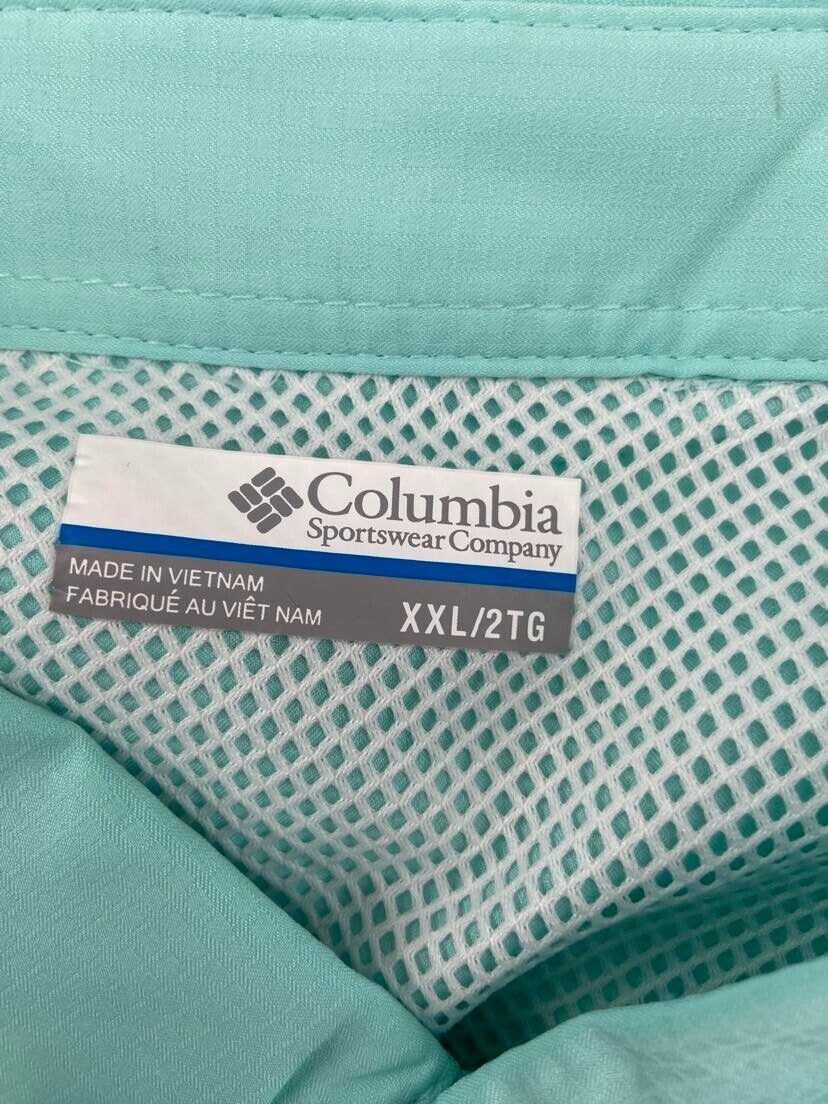 Columbia
Sportswear Company
MADE IN VIETNAM
FABRIQUÉ AU VIÊT NAM
XXL/2TG